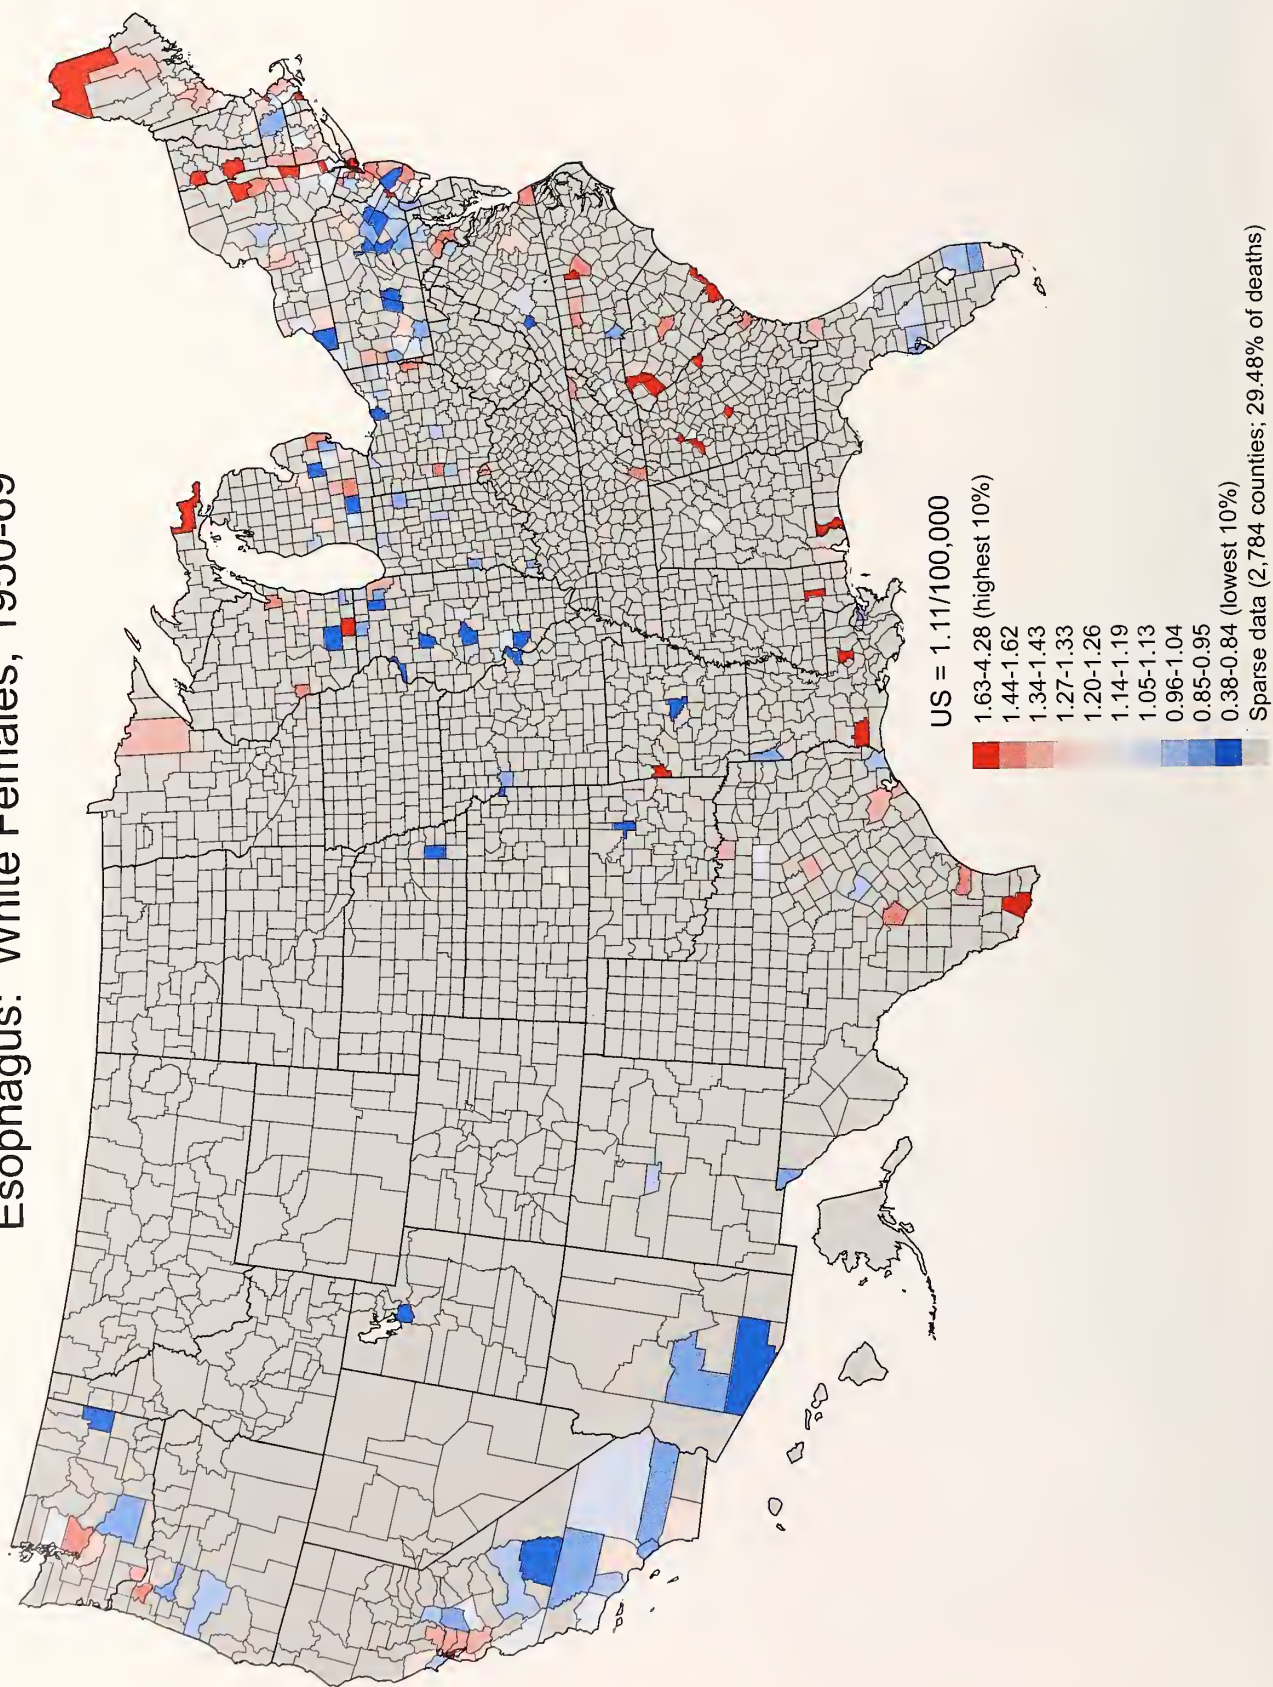 Esophagus: White Females, 1950-69
US = 1.11/100,000
1.63-4.28 (highest 10%)
1.44-1.62
1.34-1.43
1.27-1.33
1.20-1.26
1.14-1.19
1.05-1.13
0.96-1.04
0.85-0.95
0.38-0.84 (lowest 10%)
Sparse data (2,784 counties; 29.48% of deaths)